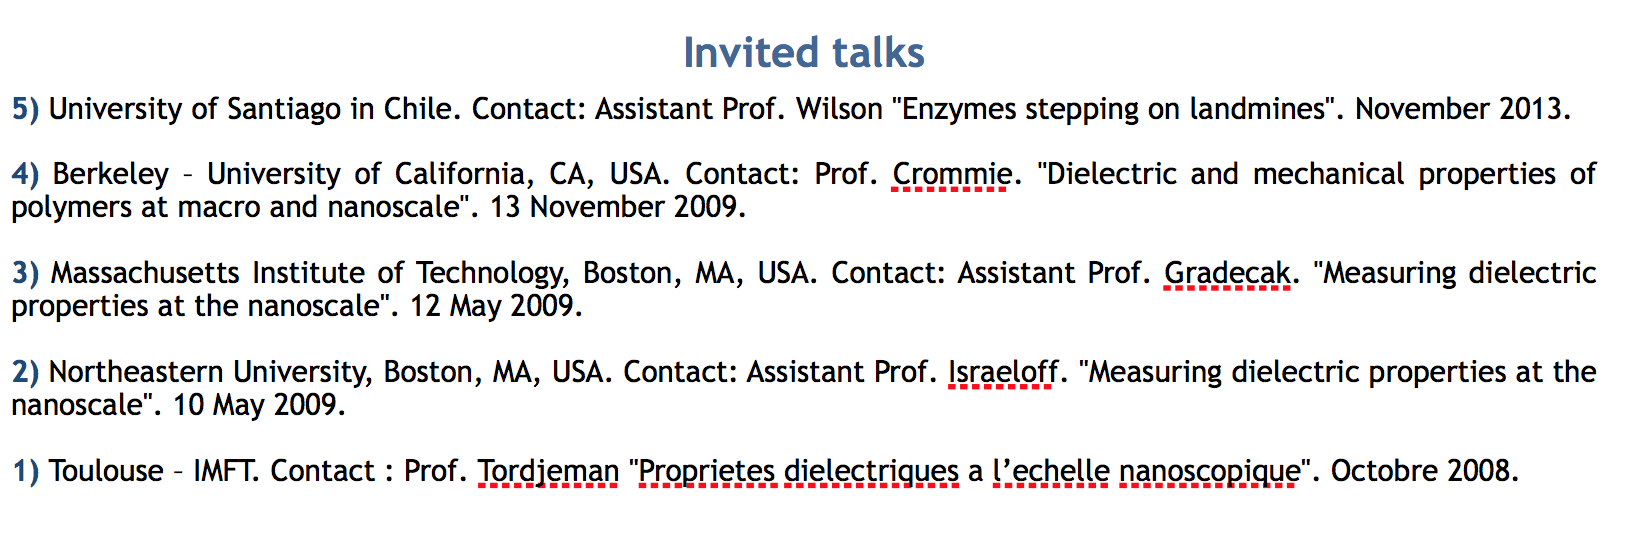 Invited talks
5) University of Santiago in Chile. Contact: Assistant Prof. Wilson "Enzymes stepping on landmines". November 2013.
4) Berkeley – University of California, CA, USA. Contact: Prof. Crommie. "Dielectric and mechanical properties of
polymers at macro and nanoscale". 13 November 2009.
3) Massachusetts Institute of Technology, Boston, MA, USA. Contact: Assistant Prof. Gradecak. "Measuring dielectric
properties at the nanoscale". 12 May 2009.
2) Northeastern University, Boston, MA, USA. Contact: Assistant Prof. Israeloff. "Measuring dielectric properties at the
nanoscale". 10 May 2009.
1) Toulouse – IMFT. Contact : Prof. Tordjeman "Proprietes dielectriques a l’echelle nanoscopique". Octobre 2008.